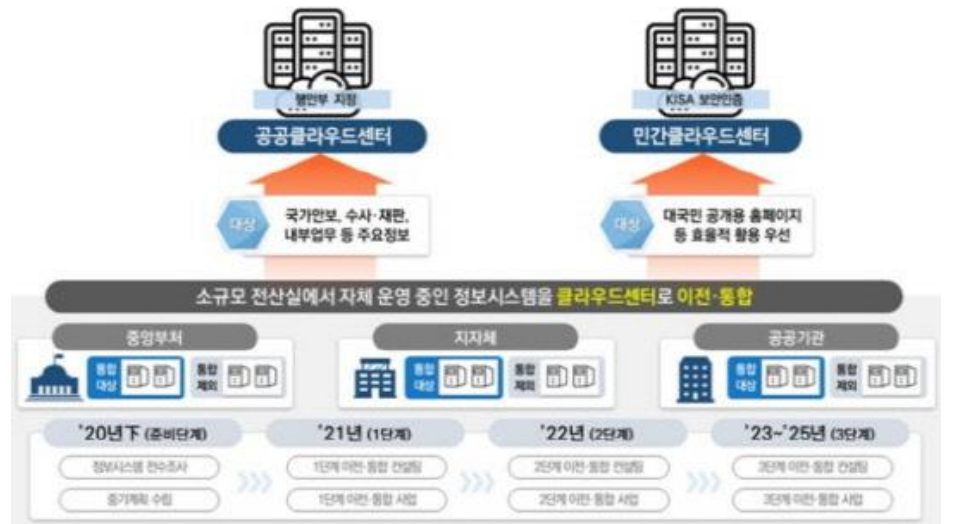 행안부 지정
공공클라우드센터
KISA 보안인증
민간클라우드센터
대상
국가안보, 수사·재판,
내부업무 등 주요정보
대상
대국민 공개용 홈페이지
등 효율적 활용 우선
소규모 전산실에서 자체 운영 중인 정보시스템을 클라우드센터로 이전·통합
중앙부처
통합
대상
통합
제외
지자체
통합
대상
통합
제외
공공기관
통합
대상
통합
제외
'20년下 (준비단계)
정보시스템 전수조사
중기계획 수립
'21년 (1단계)
1단계 이전·통합 컨설팅
1단계 이전·통합 사업
'22년 (2단계)
2단계 이전·통합 컨설팅
2단계 이전·통합 사업
'23~'25년 (3단계)
3단계 이전·통합 컨설팅
3단계 이전·통합 사업